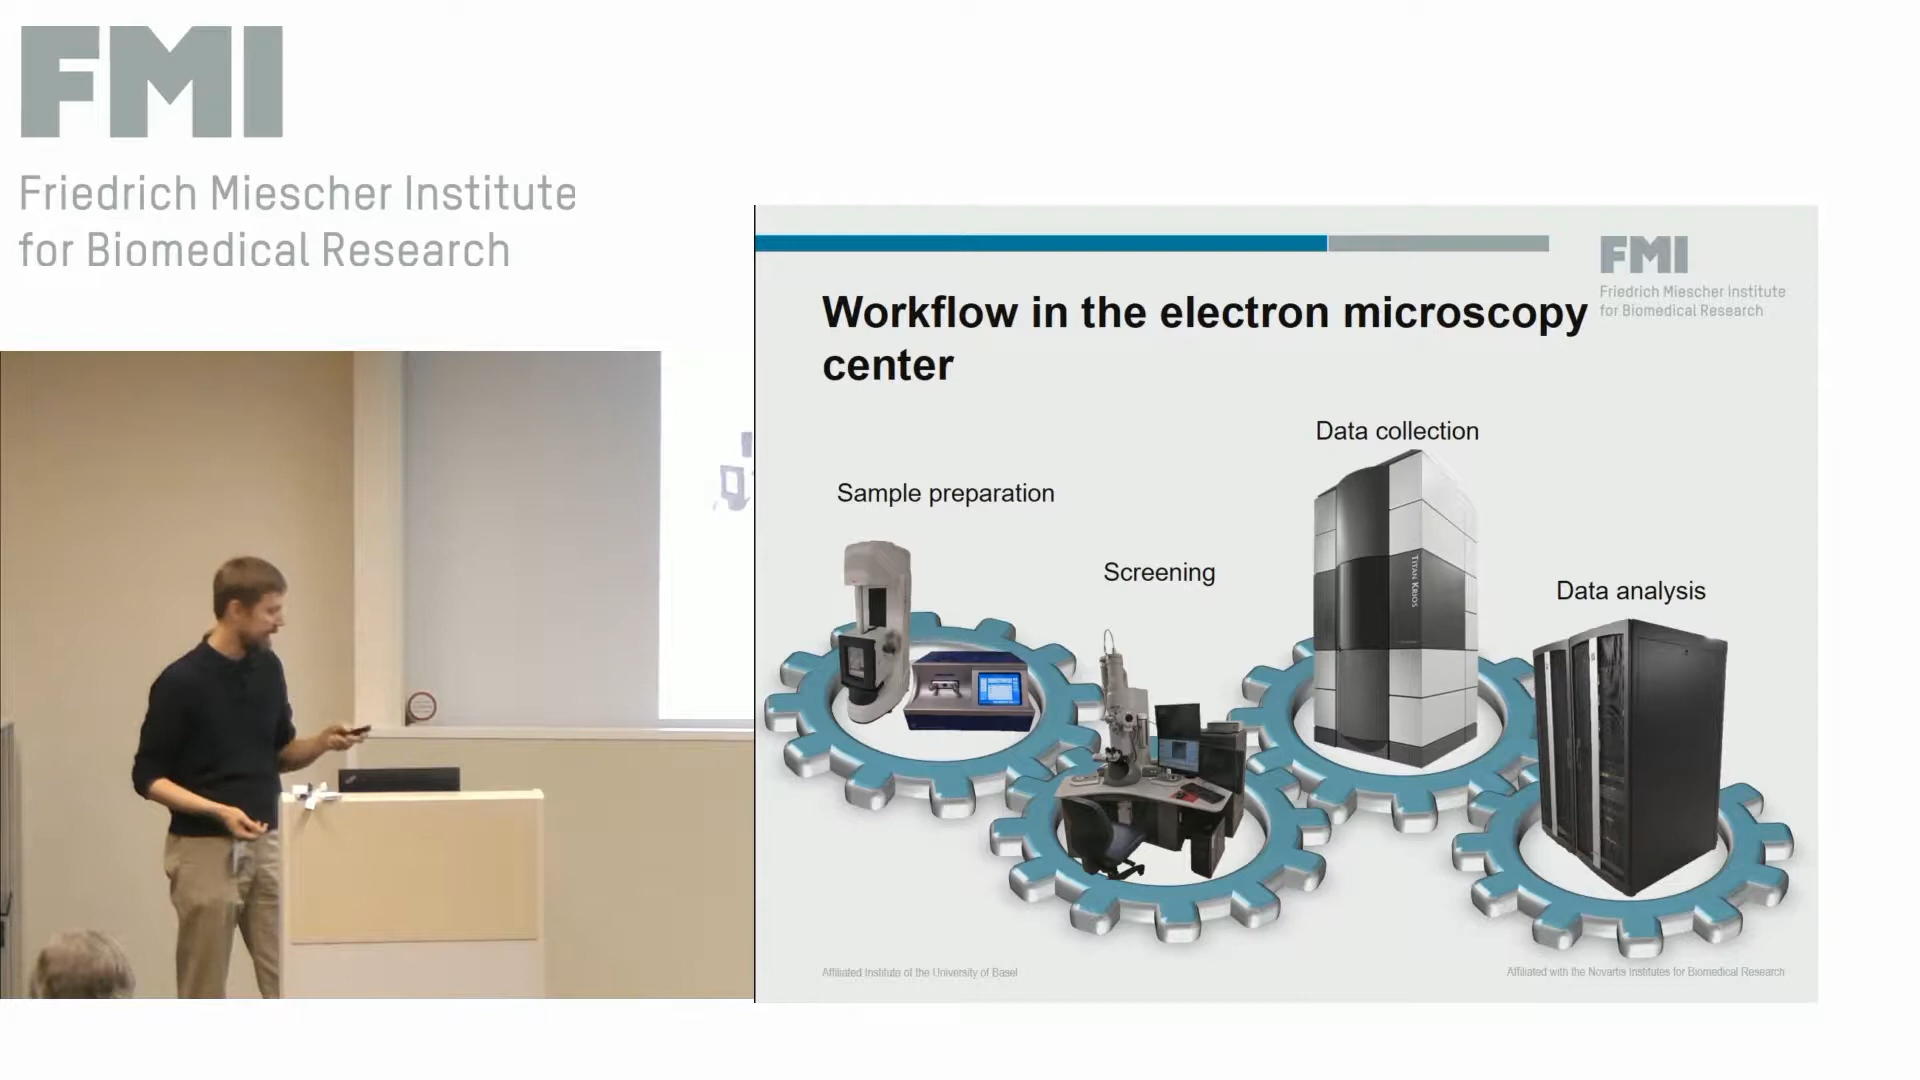 FMI
Friedrich Miescher Institute
for Biomedical Research
FMI
Friedrich Miescher Institute
for Biomedical Research
Workflow in the electron microscopy
center
Data collection
Sample preparation
Screening
Data analysis
TITAN KRIOS
Affiliated Institute of the University of Basel
Affiliated with the Novartis Institutes for Biomedical Research